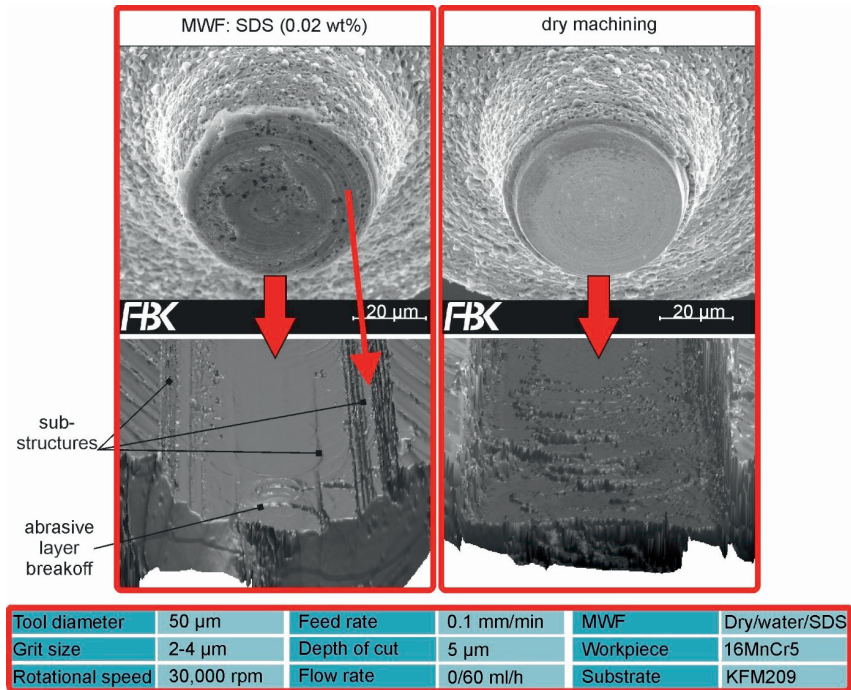 MWF: SDS (0.02 wt%)
dry machining
FBK
20 µm
FBK
20 µm
sub-
structures
abrasive
layer
breakoff
Tool diameter 50 µm Feed rate 0.1 mm/min MWF Dry/water/SDS
Grit size 2-4 µm Depth of cut 5 µm Workpiece 16MnCr5
Rotational speed 30,000 rpm Flow rate 0/60 ml/h Substrate KFM209